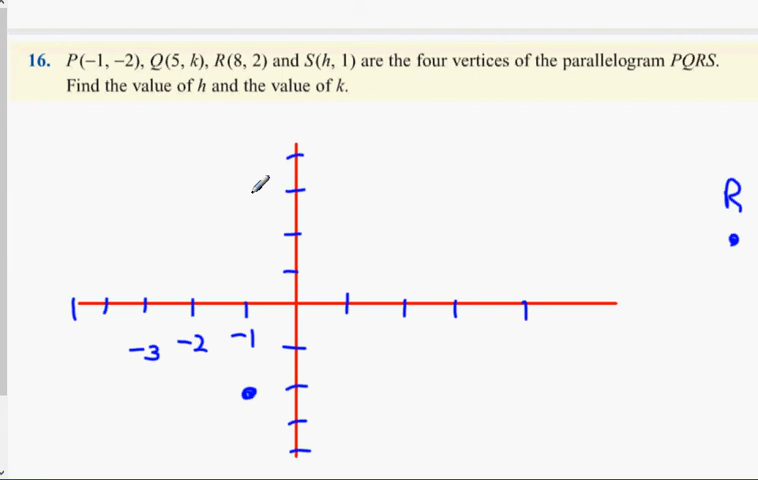 16. P(−1, −2), Q(5, k), R(8, 2) and S(h, 1) are the four vertices of the parallelogram PQRS.
Find the value of h and the value of k.
R
-3 -2 -1